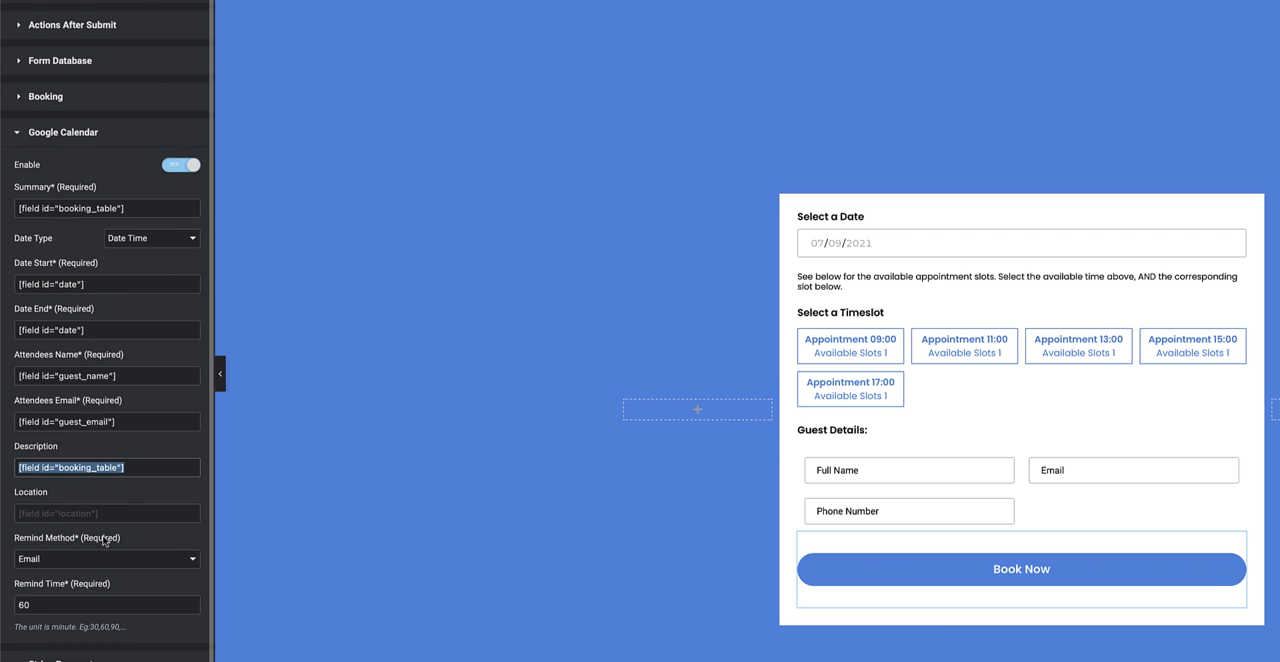 Actions After Submit
Form Database
Booking
Google Calendar
Enable
YES
Summary* (Required)
[field id="booking_table"]
Date Type
Date Time
Date Start* (Required)
[field id="date"]
Date End* (Required)
[field id="date"]
Attendees Name* (Required)
[field id="guest_name"]
Attendees Email* (Required)
[field id="guest_email"]
Description
[field id="booking_table"]
Location
[field id="location"]
Remind Method* (Required)
Email
Remind Time* (Required)
60
The unit is minute. Eg:30,60,90,...
Select a Date
07/09/2021
See below for the available appointment slots. Select the available time above, AND the corresponding
slot below.
Select a Timeslot
Appointment 09:00
Available Slots 1
Appointment 11:00
Available Slots 1
Appointment 13:00
Available Slots 1
Appointment 15:00
Available Slots 1
Appointment 17:00
Available Slots 1
Guest Details:
Full Name
Email
Phone Number
Book Now